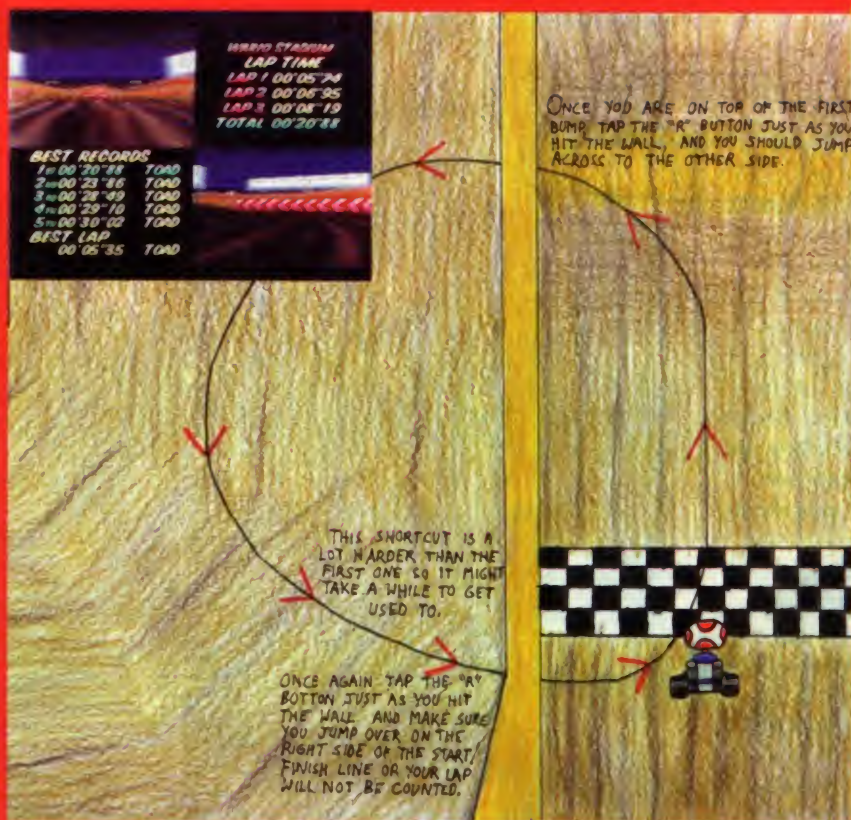 WARIO STADIUM
LAP TIME
LAP 1 00'05"74
LAP 2 00'06"95
LAP 3 00'08"19
TOTAL 00'20"88
BEST RECORDS
1 00'20"88 TOAD
2 00'23"86 TOAD
3 00'28"49 TOAD
4 00'29"10 TOAD
5 00'30"02 TOAD
BEST LAP
00'05"35 TOAD
ONCE YOU ARE ON TOP OF THE FIRST
BUMP, TAP THE "R" BUTTON JUST AS YOU
HIT THE WALL, AND YOU SHOULD JUMP
ACROSS TO THE OTHER SIDE.
THIS SHORTCUT IS A
LOT HARDER THAN THE
FIRST ONE SO IT MIGHT
TAKE A WHILE TO GET
USED TO.
ONCE AGAIN TAP THE "R"
BOTTON JUST AS YOU HIT
THE WALL AND MAKE SURE
YOU JUMP OVER ON THE
RIGHT SIDE OF THE START/
FINISH LINE OR YOUR LAP
WILL NOT BE COUNTED.